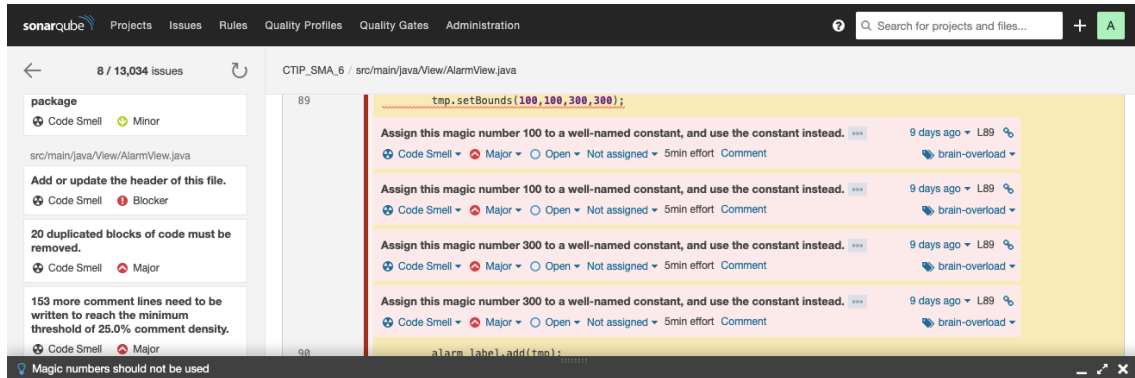 sonarqube Projects Issues Rules Quality Profiles Quality Gates Administration ? Search for projects and files... + A
8 / 13,034 issues
CTIP_SMA_6 / src/main/java/View/AlarmView.java
package
Code Smell Minor
src/main/java/View/AlarmView.java
Add or update the header of this file.
Code Smell Blocker
20 duplicated blocks of code must be
removed.
Code Smell Major
153 more comment lines need to be
written to reach the minimum
threshold of 25.0% comment density.
Code Smell Major
89 tmp.setBounds(100,100,300,300);
Assign this magic number 100 to a well-named constant, and use the constant instead. ... 9 days ago L89
Code Smell Major Open Not assigned 5min effort Comment brain-overload
Assign this magic number 100 to a well-named constant, and use the constant instead. ... 9 days ago L89
Code Smell Major Open Not assigned 5min effort Comment brain-overload
Assign this magic number 300 to a well-named constant, and use the constant instead. ... 9 days ago L89
Code Smell Major Open Not assigned 5min effort Comment brain-overload
Assign this magic number 300 to a well-named constant, and use the constant instead. ... 9 days ago L89
Code Smell Major Open Not assigned 5min effort Comment brain-overload
90 alarm_label.add(tmp);
Magic numbers should not be used